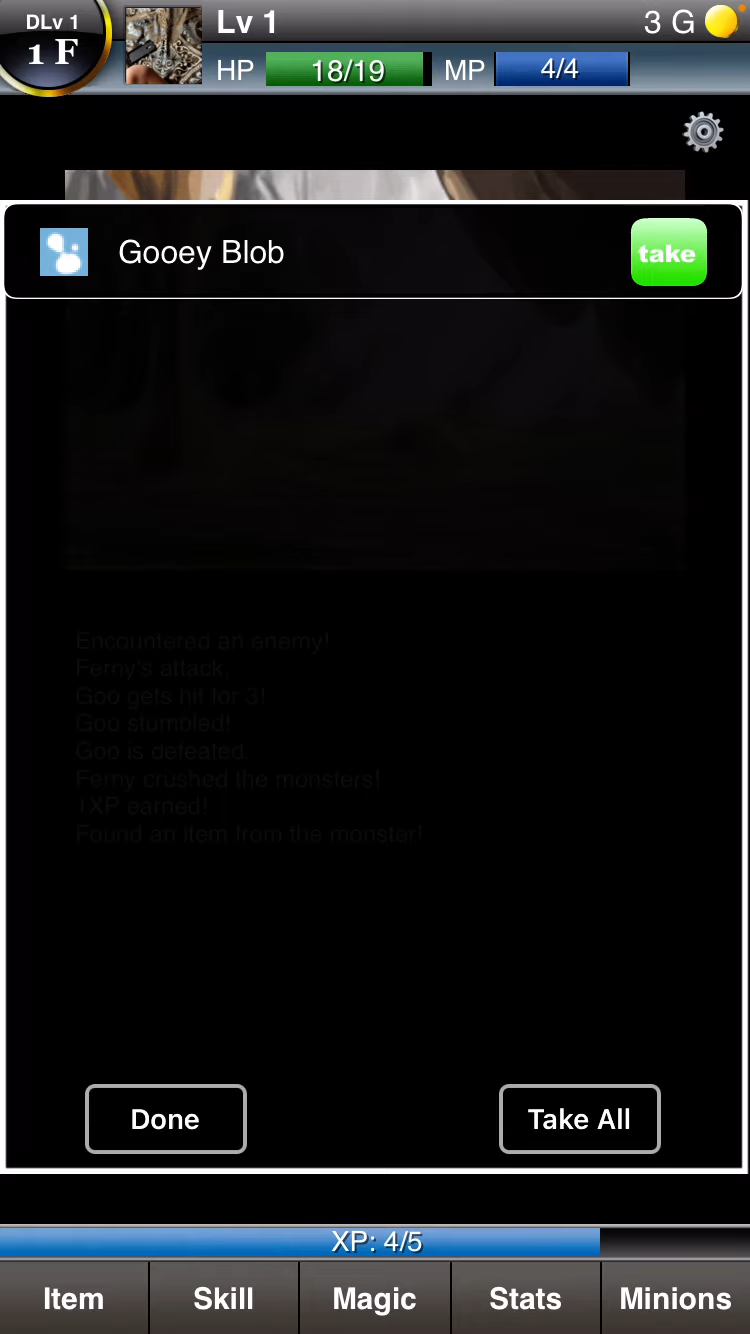 DLv 1
1 F
Lv 1
3 G
HP 18/19 MP 4/4
Gooey Blob
take
Encountered an enemy!
Ferny's attack,
Goo gets hit for 3!
Goo stumbled!
Goo is defeated.
Ferny crushed the monsters!
1XP earned!
Found an item from the monster!
Done
Take All
XP: 4/5
Item Skill Magic Stats Minions